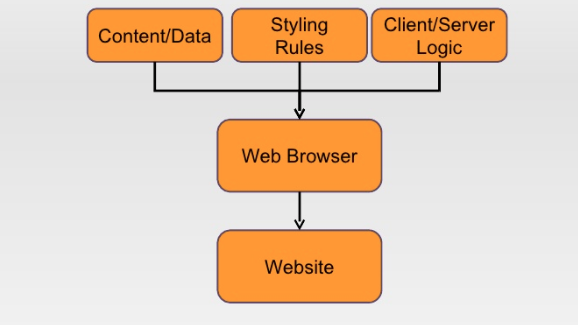 Content/Data
Styling
Rules
Client/Server
Logic
Web Browser
Website